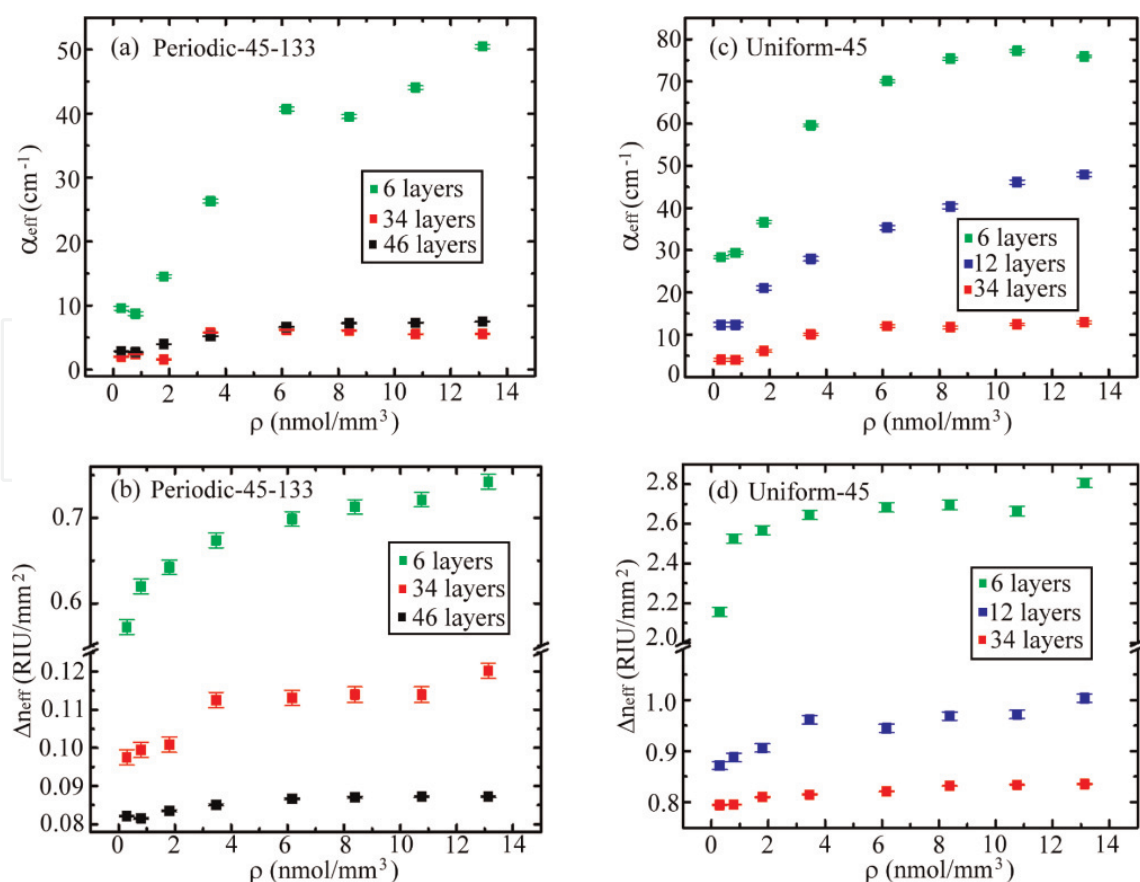 (a) Periodic-45-133
50
40
30
20
10
0
αeff (cm⁻¹)
6 layers
34 layers
46 layers
0 2 4 6 8 10 12 14
ρ (nmol/mm³)
(c) Uniform-45
80
70
60
50
40
30
20
10
0
αeff (cm⁻¹)
6 layers
12 layers
34 layers
0 2 4 6 8 10 12 14
ρ (nmol/mm³)
(b) Periodic-45-133
0.7
0.6
0.12
0.11
0.10
0.09
0.08
Δneff (RIU/mm²)
6 layers
34 layers
46 layers
0 2 4 6 8 10 12 14
ρ (nmol/mm³)
(d) Uniform-45
2.8
2.6
2.4
2.2
2.0
1.0
0.9
0.8
Δneff (RIU/mm²)
6 layers
12 layers
34 layers
0 2 4 6 8 10 12 14
ρ (nmol/mm³)